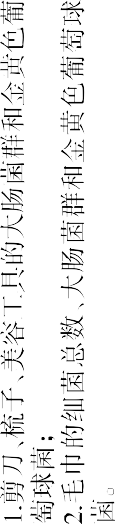 1.剪刀、梳子、美容工具的大肠菌群和金黄色葡
萄球菌;
2.毛巾的细菌总数、大肠菌群和金黄色葡萄球
菌。